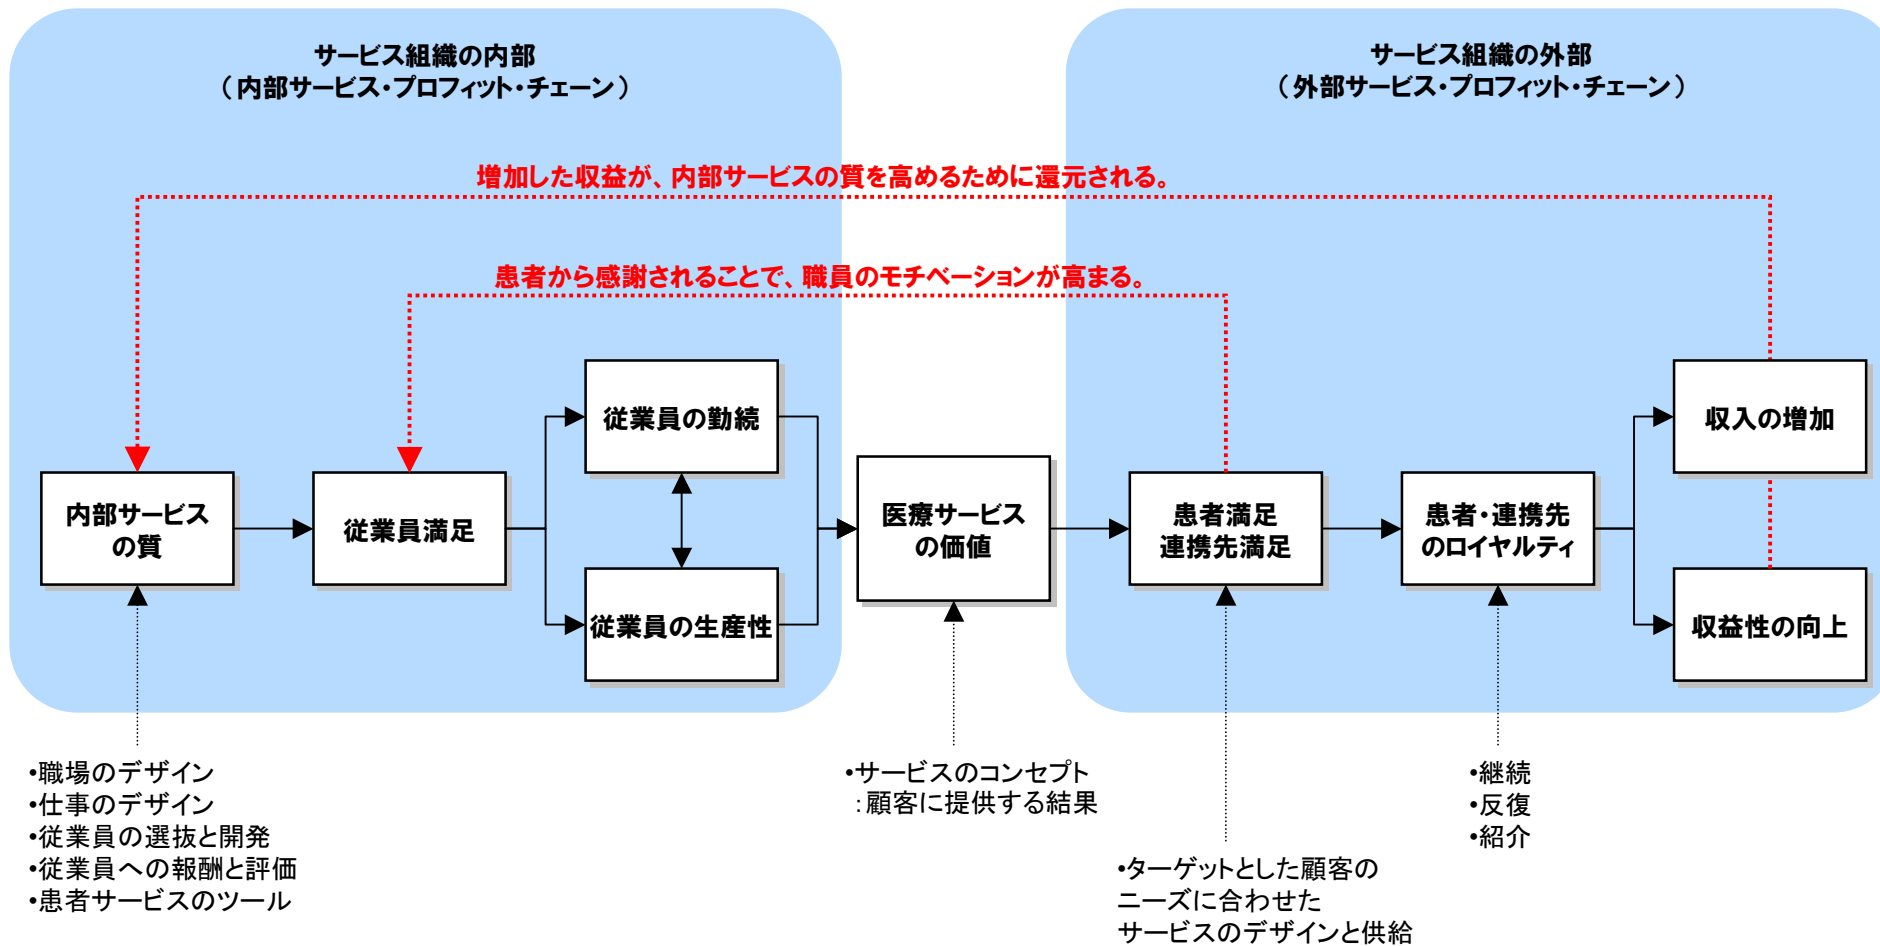 サービス組織の内部
（内部サービス・プロフィット・チェーン）
サービス組織の外部
（外部サービス・プロフィット・チェーン）
増加した収益が、内部サービスの質を高めるために還元される。
患者から感謝されることで、職員のモチベーションが高まる。
内部サービス
の質
従業員満足
従業員の勤続
従業員の生産性
医療サービス
の価値
患者満足
連携先満足
患者・連携先
のロイヤルティ
収入の増加
収益性の向上
•職場のデザイン
•仕事のデザイン
•従業員の選抜と開発
•従業員への報酬と評価
•患者サービスのツール
•サービスのコンセプト
：顧客に提供する結果
•ターゲットとした顧客の
ニーズに合わせた
サービスのデザインと供給
•継続
•反復
•紹介